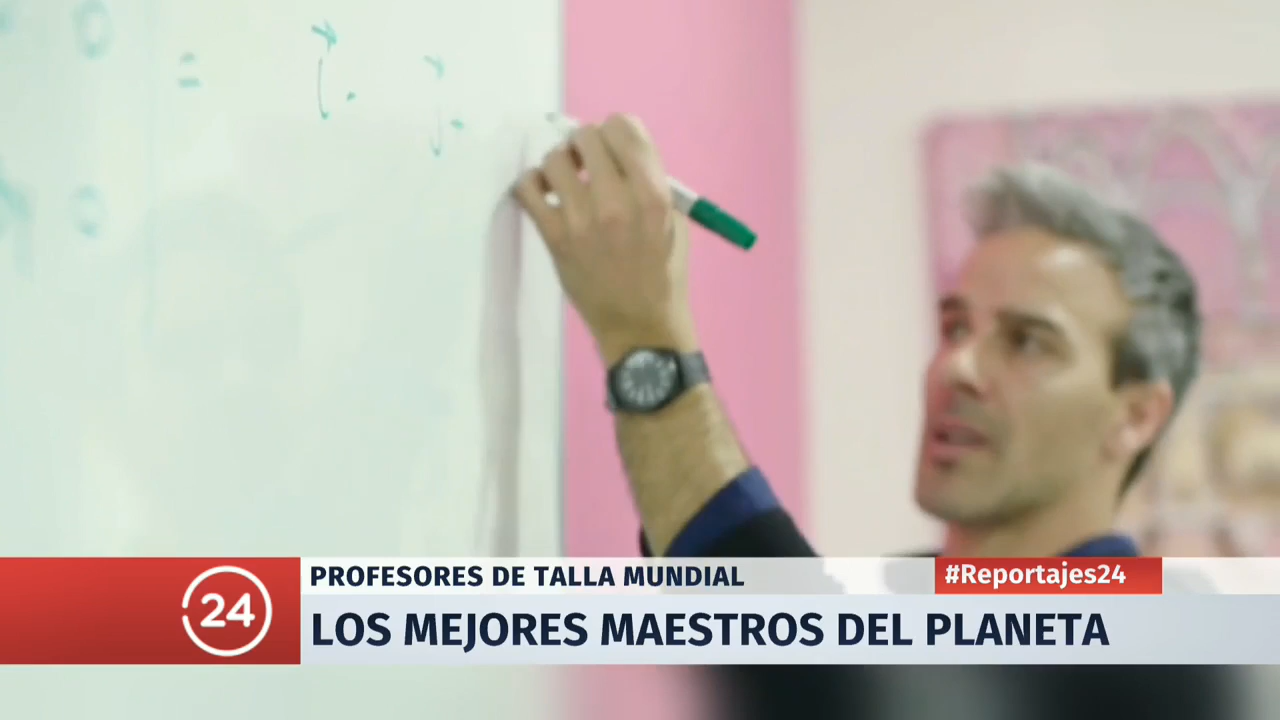 PROFESORES DE TALLA MUNDIAL
#Reportajes24
24
LOS MEJORES MAESTROS DEL PLANETA